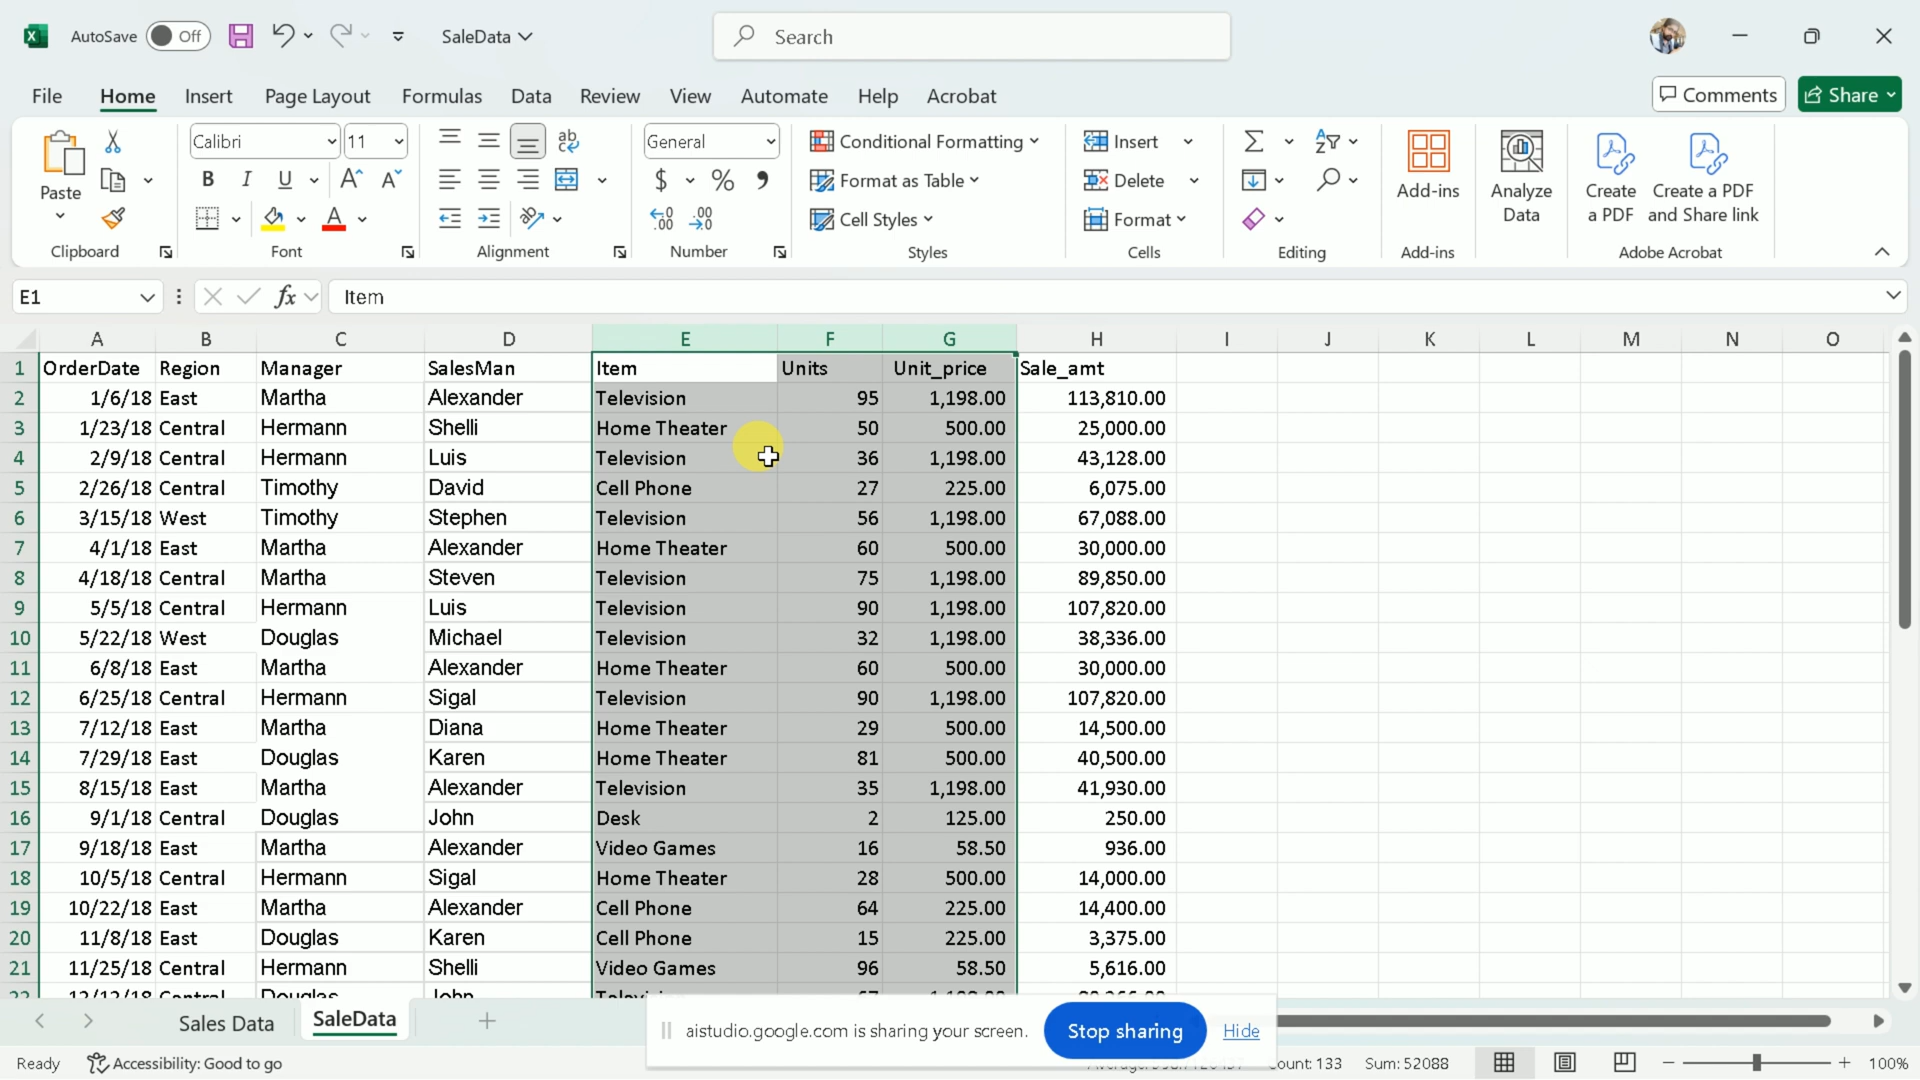 AutoSave Off SaleData Search
File Home Insert Page Layout Formulas Data Review View Automate Help Acrobat Comments Share
Calibri 11 General Conditional Formatting Insert
Paste Format as Table Delete Add-ins Analyze Data Create a PDF Create a PDF and Share link
Cell Styles Format
Clipboard Font Alignment Number Styles Cells Editing Add-ins Adobe Acrobat
E1 fx Item
A B C D E F G H I J K L M N O
1 OrderDate Region Manager SalesMan Item Units Unit_price Sale_amt
2 1/6/18 East Martha Alexander Television 95 1,198.00 113,810.00
3 1/23/18 Central Hermann Shelli Home Theater 50 500.00 25,000.00
4 2/9/18 Central Hermann Luis Television 36 1,198.00 43,128.00
5 2/26/18 Central Timothy David Cell Phone 27 225.00 6,075.00
6 3/15/18 West Timothy Stephen Television 56 1,198.00 67,088.00
7 4/1/18 East Martha Alexander Home Theater 60 500.00 30,000.00
8 4/18/18 Central Martha Steven Television 75 1,198.00 89,850.00
9 5/5/18 Central Hermann Luis Television 90 1,198.00 107,820.00
10 5/22/18 West Douglas Michael Television 32 1,198.00 38,336.00
11 6/8/18 East Martha Alexander Home Theater 60 500.00 30,000.00
12 6/25/18 Central Hermann Sigal Television 90 1,198.00 107,820.00
13 7/12/18 East Martha Diana Home Theater 29 500.00 14,500.00
14 7/29/18 East Douglas Karen Home Theater 81 500.00 40,500.00
15 8/15/18 East Martha Alexander Television 35 1,198.00 41,930.00
16 9/1/18 Central Douglas John Desk 2 125.00 250.00
17 9/18/18 East Martha Alexander Video Games 16 58.50 936.00
18 10/5/18 Central Hermann Sigal Home Theater 28 500.00 14,000.00
19 10/22/18 East Martha Alexander Cell Phone 64 225.00 14,400.00
20 11/8/18 East Douglas Karen Cell Phone 15 225.00 3,375.00
21 11/25/18 Central Hermann Shelli Video Games 96 58.50 5,616.00
Sales Data SaleData
aistudio.google.com is sharing your screen. Stop sharing Hide
Ready Accessibility: Good to go 133 Sum: 52088 100%